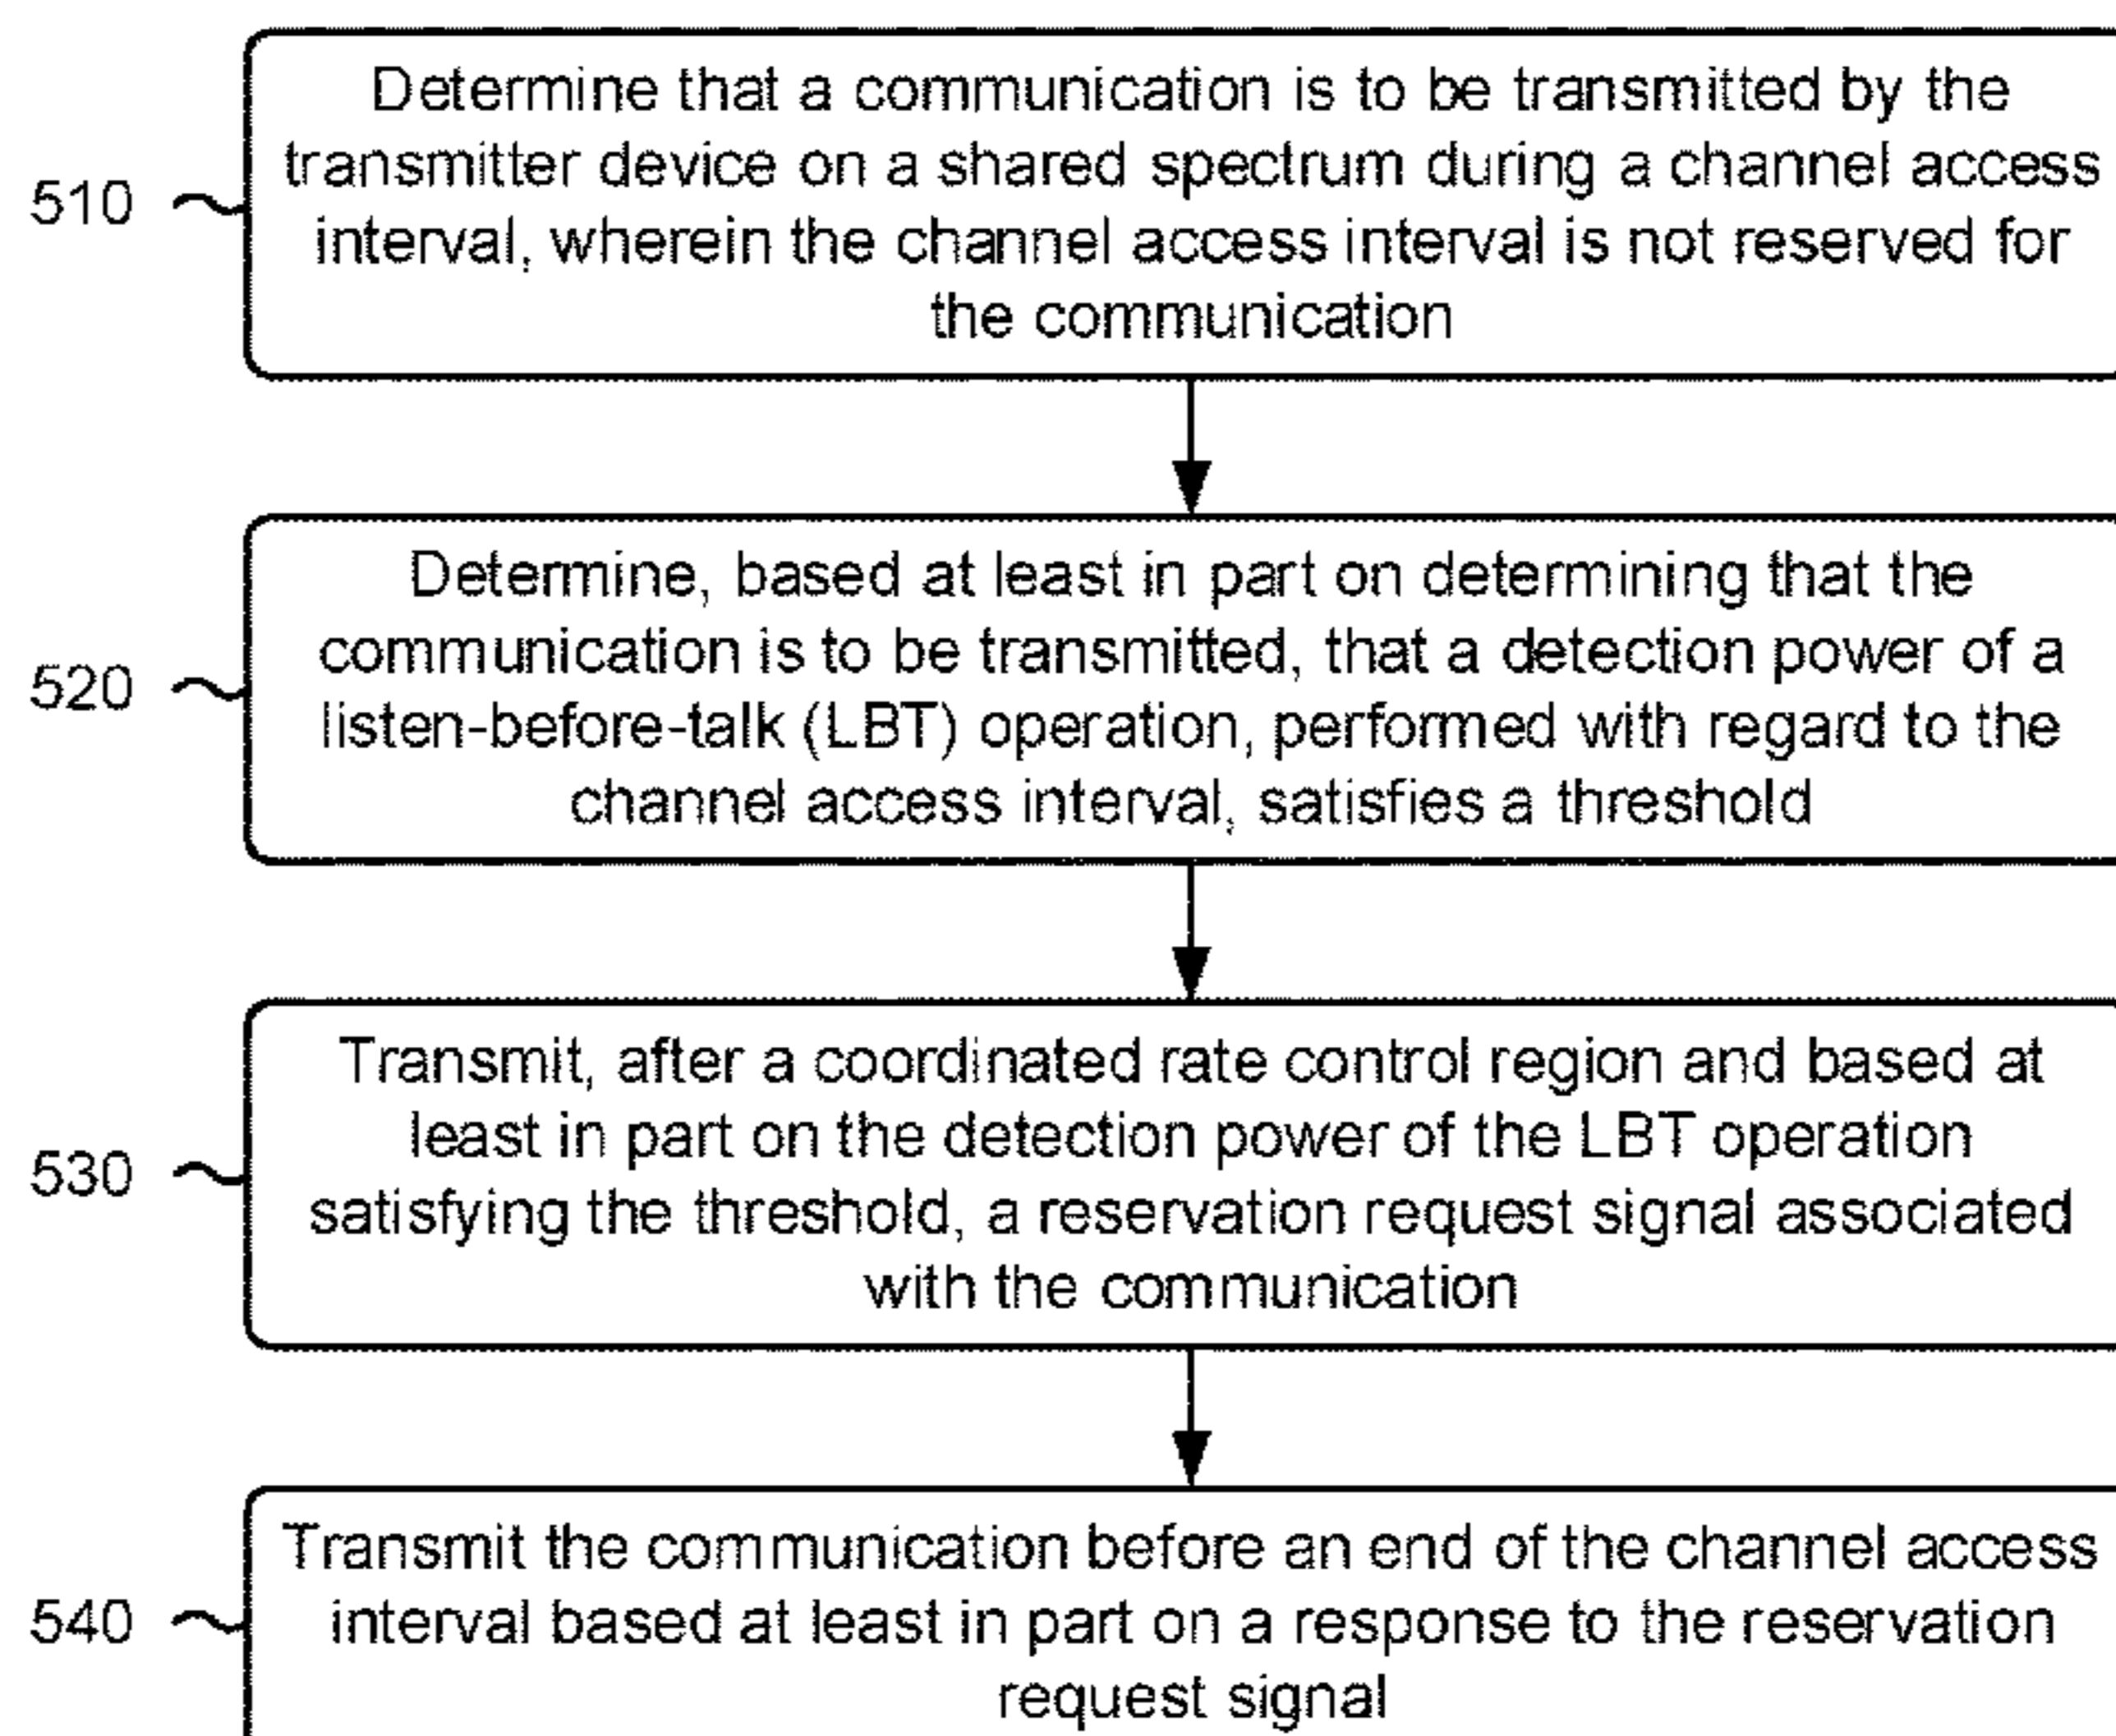 Determine that a communication is to be transmitted by the
transmitter device on a shared spectrum during a channel access
510
interval, wherein the channel access interval is not reserved for
the communication
Determine, based at least in part on determining that the
communication is to be transmitted, that a detection power of a
520
listen-before-talk (LBT) operation, performed with regard to the
channel access interval, satisfies a threshold
Transmit, after a coordinated rate control region and based at
least in part on the detection power of the LBT operation
530
satisfying the threshold, a reservation request signal associated
with the communication
Transmit the communication before an end of the channel access
540
interval based at least in part on a response to the reservation
request signal